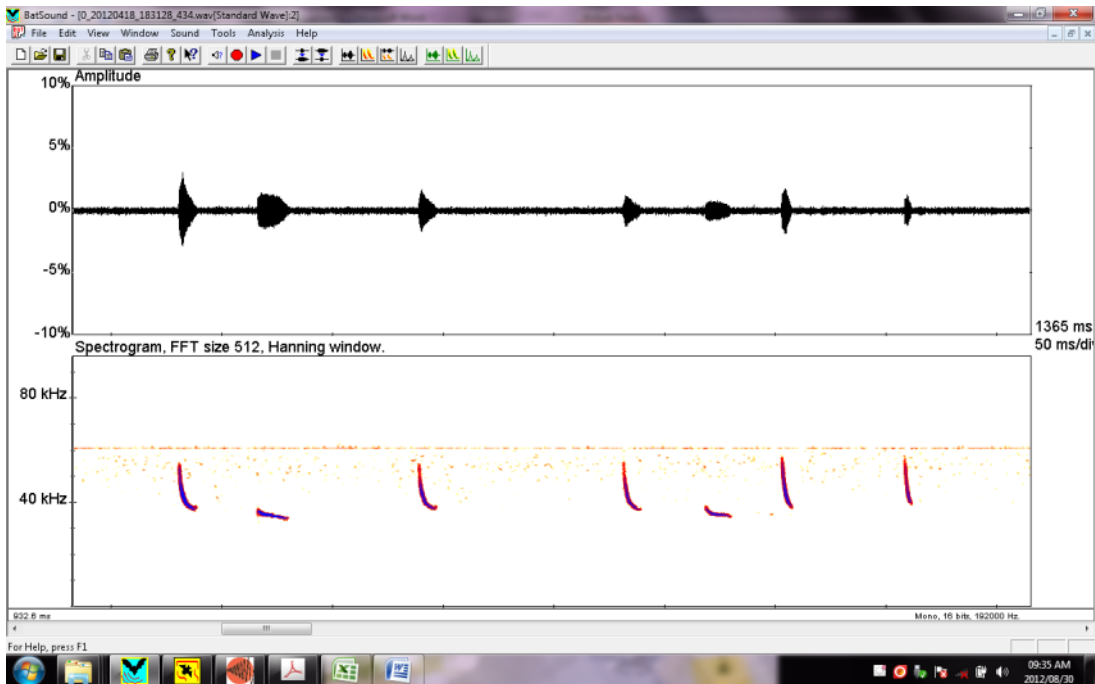 BatSound - [0_20120418_183128_434.wav[Standard Wave]:2]
File Edit View Window Sound Tools Analysis Help
Amplitude
10%
5%
0%
-5%
-10%
1365 ms
50 ms/div
Spectrogram, FFT size 512, Hanning window.
80 kHz
40 kHz
932.6 ms
Mono, 16 bits, 192000 Hz.
For Help, press F1
09:35 AM
2012/08/30